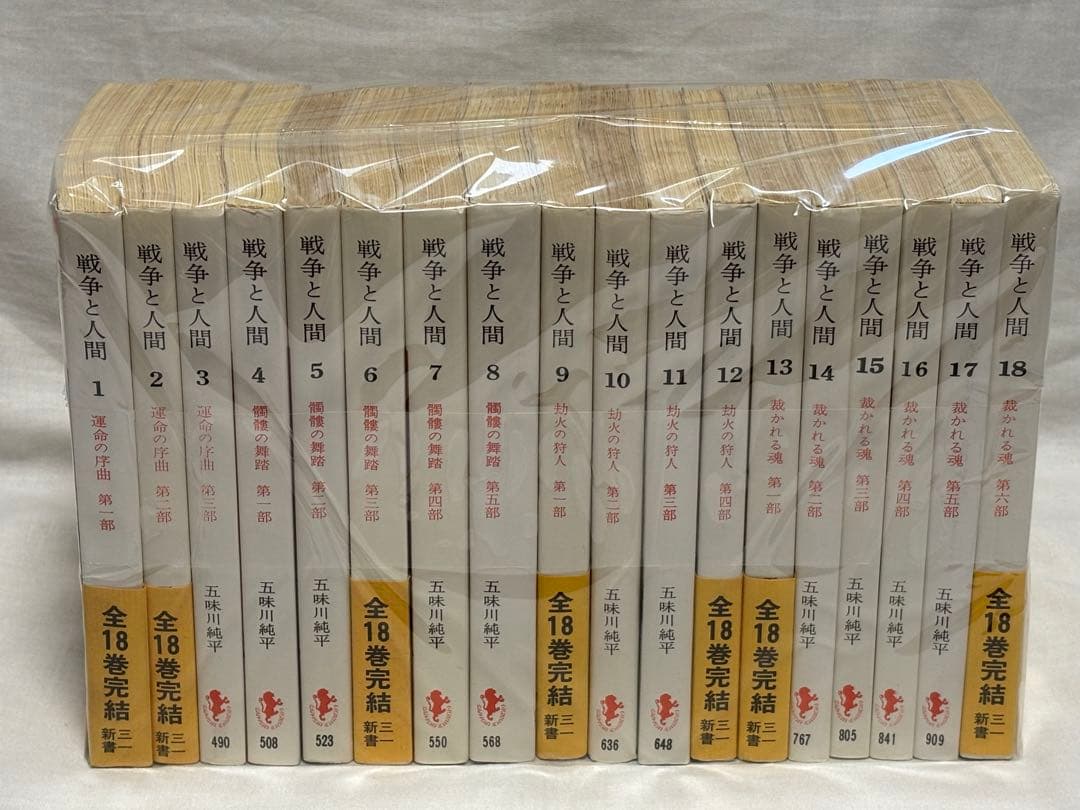 戦争と人間
1
運命の序曲 第一部
全18巻完結
三一新書
戦争と人間
2
運命の序曲 第二部
全18巻完結
三一新書
戦争と人間
3
運命の序曲 第三部
五味川純平
490
戦争と人間
4
髑髏の舞踏 第一部
五味川純平
508
戦争と人間
5
髑髏の舞踏 第二部
五味川純平
523
戦争と人間
6
髑髏の舞踏 第三部
全18巻完結
三一新書
戦争と人間
7
髑髏の舞踏 第四部
五味川純平
550
戦争と人間
8
髑髏の舞踏 第五部
五味川純平
568
戦争と人間
9
劫火の狩人 第一部
全18巻完結
三一新書
戦争と人間
10
劫火の狩人 第二部
五味川純平
636
戦争と人間
11
劫火の狩人 第三部
五味川純平
648
戦争と人間
12
劫火の狩人 第四部
全18巻完結
三一新書
戦争と人間
13
裁かれる魂 第一部
全18巻完結
三一新書
戦争と人間
14
裁かれる魂 第二部
五味川純平
767
戦争と人間
15
裁かれる魂 第三部
五味川純平
805
戦争と人間
16
裁かれる魂 第四部
五味川純平
841
戦争と人間
17
裁かれる魂 第五部
五味川純平
909
戦争と人間
18
裁かれる魂 第六部
全18巻完結
三一新書